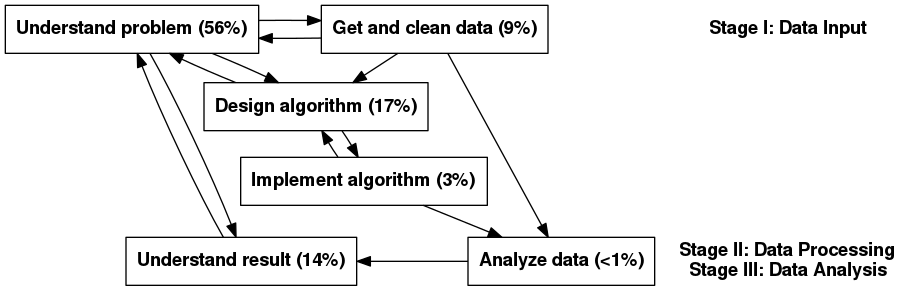 Understand problem (56%)
Get and clean data (9%)
Stage I: Data Input
Design algorithm (17%)
Implement algorithm (3%)
Understand result (14%)
Analyze data (<1%)
Stage II: Data Processing
Stage III: Data Analysis